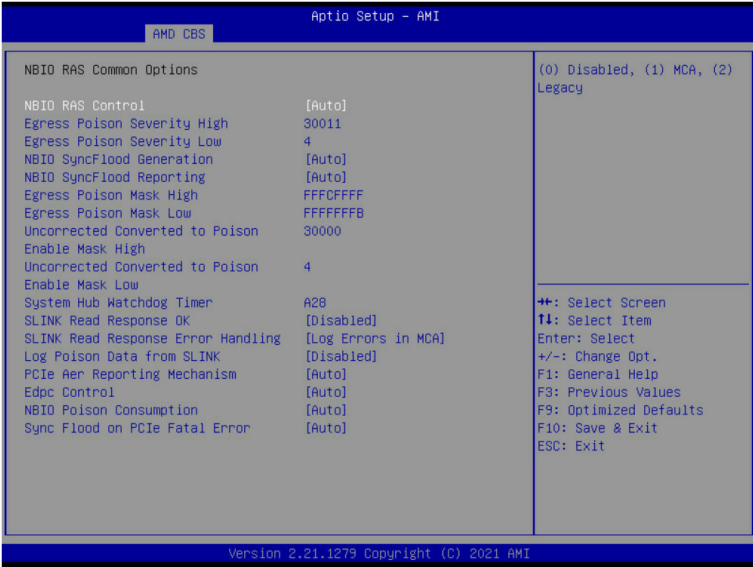 Aptio Setup – AMI
AMD CBS
NBIO RAS Common Options
NBIO RAS Control [Auto]
Egress Poison Severity High 30011
Egress Poison Severity Low 4
NBIO SyncFlood Generation [Auto]
NBIO SyncFlood Reporting [Auto]
Egress Poison Mask High FFFCFFFF
Egress Poison Mask Low FFFFFFFB
Uncorrected Converted to Poison 30000
Enable Mask High
Uncorrected Converted to Poison 4
Enable Mask Low
System Hub Watchdog Timer A28
SLINK Read Response OK [Disabled]
SLINK Read Response Error Handling [Log Errors in MCA]
Log Poison Data from SLINK [Disabled]
PCIe Aer Reporting Mechanism [Auto]
Edpc Control [Auto]
NBIO Poison Consumption [Auto]
Sync Flood on PCIe Fatal Error [Auto]
(0) Disabled, (1) MCA, (2)
Legacy
→←: Select Screen
↑↓: Select Item
Enter: Select
+/-: Change Opt.
F1: General Help
F3: Previous Values
F9: Optimized Defaults
F10: Save & Exit
ESC: Exit
Version 2.21.1279 Copyright (C) 2021 AMI